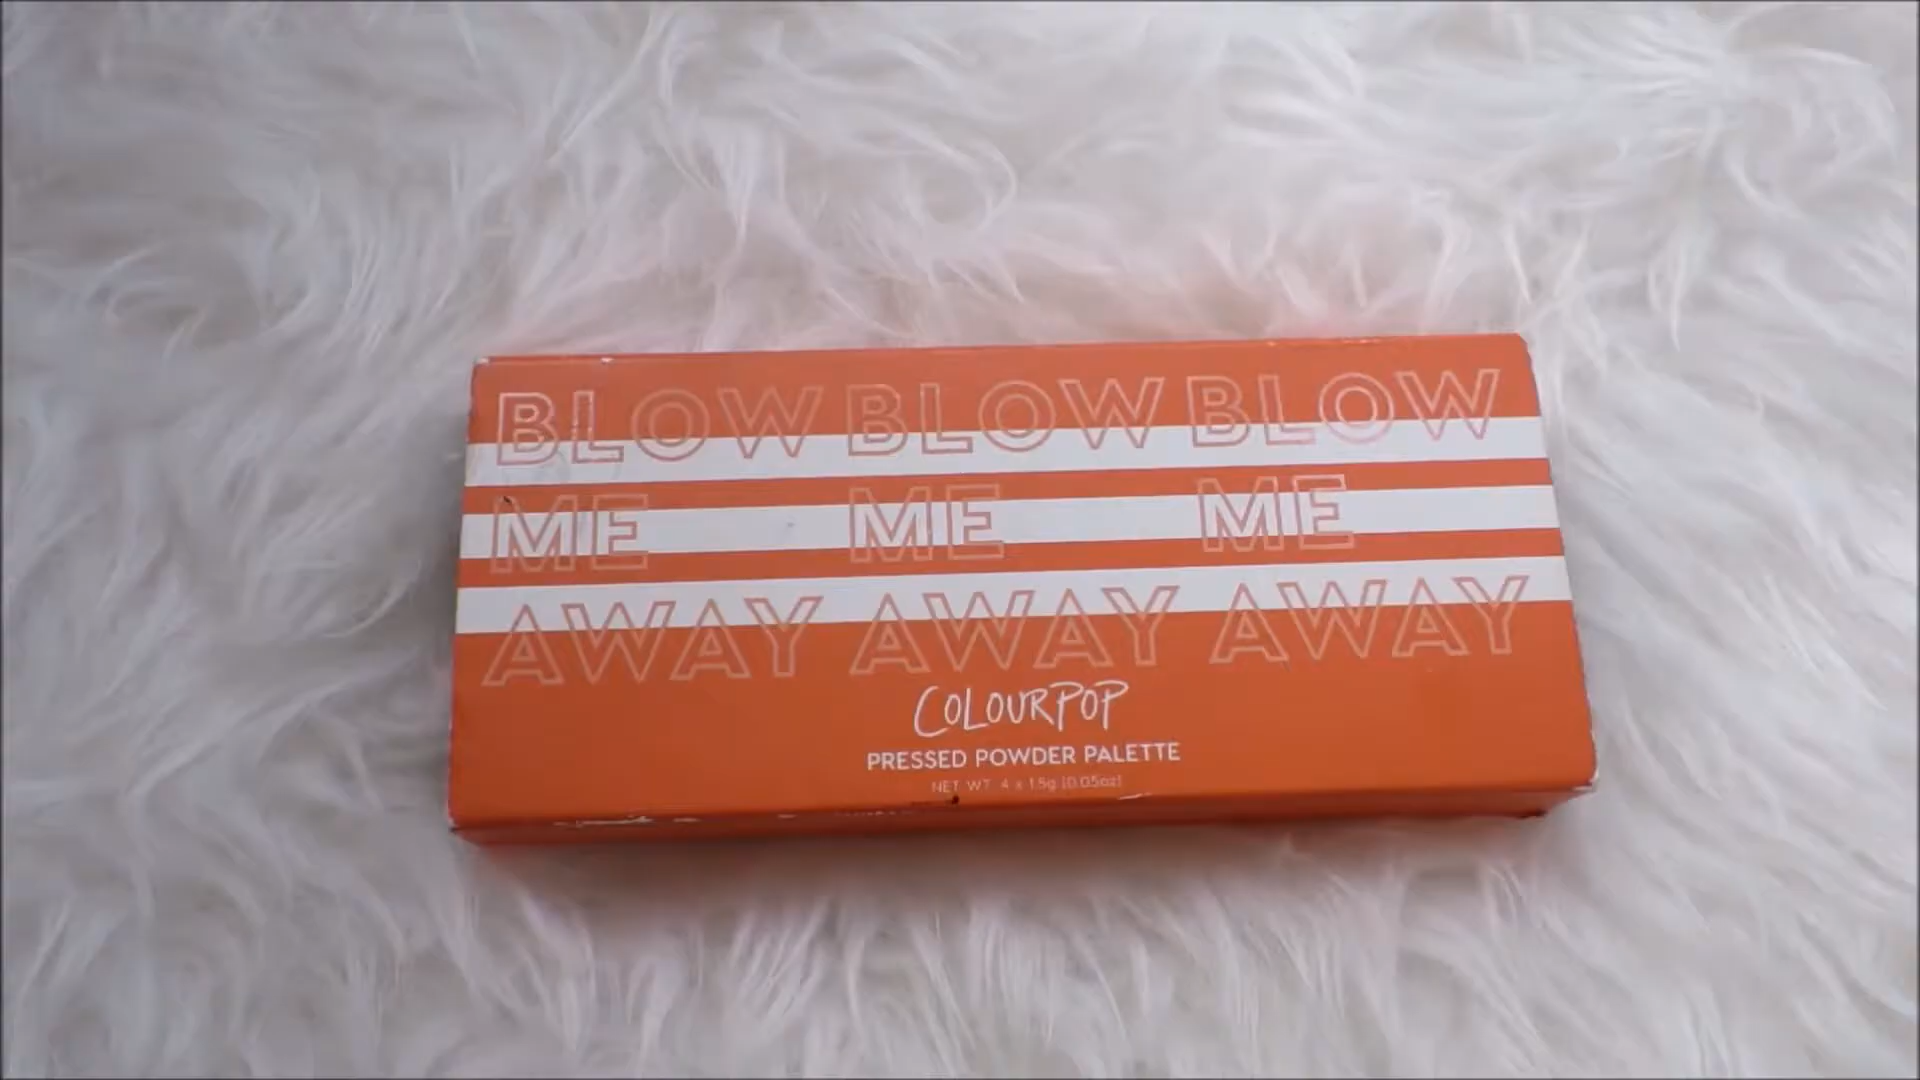 BLOW BLOW BLOW
ME ME ME
AWAY AWAY AWAY
COLOURPOP
PRESSED POWDER PALETTE
NET WT. 4 x 1.5g (0.05oz)